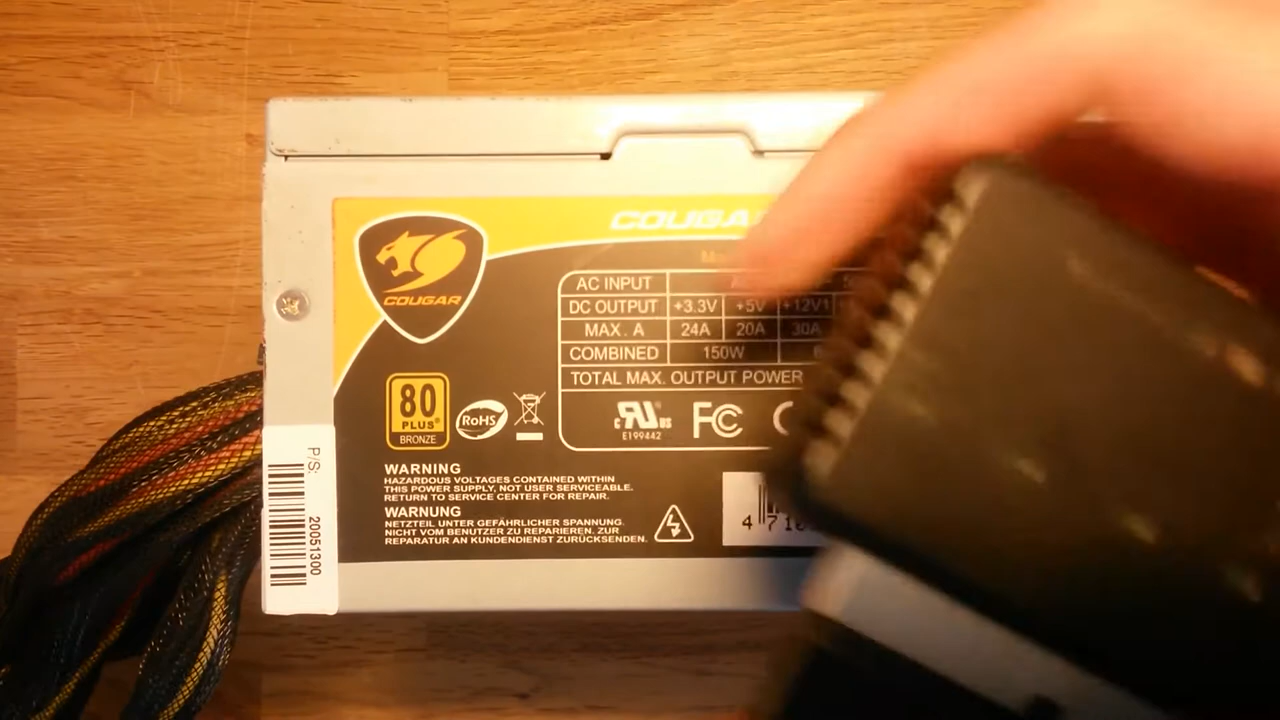 COUGAR
AC INPUT
DC OUTPUT +3.3V +5V +12V1
MAX. A 24A 20A 30A
COMBINED 150W
TOTAL MAX. OUTPUT POWER
80
PLUS
BRONZE
RoHS
c UR US
E199442
FC
WARNING
HAZARDOUS VOLTAGES CONTAINED WITHIN
THIS POWER SUPPLY, NOT USER SERVICEABLE.
RETURN TO SERVICE CENTER FOR REPAIR.
WARNUNG
NETZTEIL UNTER GEFÄHRLICHER SPANNUNG.
NICHT VOM BENUTZER ZU REPARIEREN. ZUR
REPARATUR AN KUNDENDIENST ZURÜCKSENDEN.
P/S:
20051300